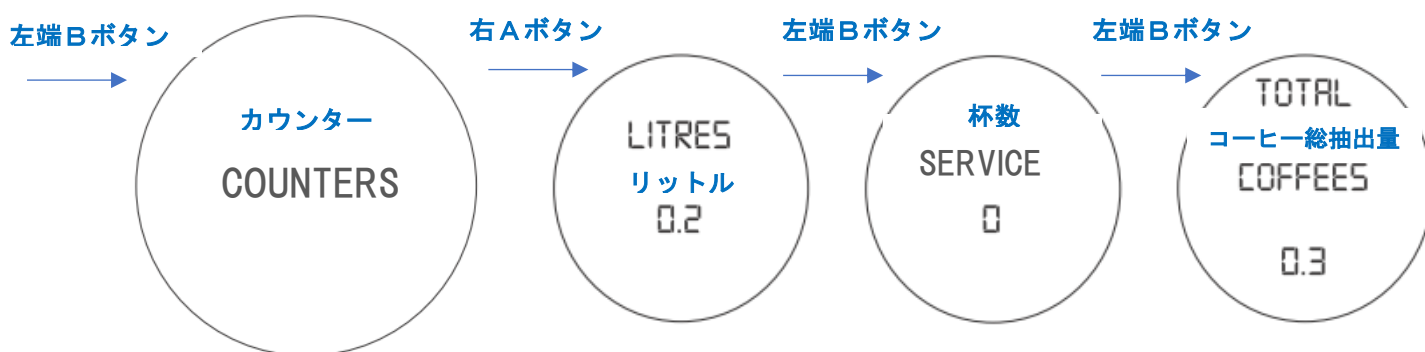 左端Bボタン
カウンター
COUNTERS
右Aボタン
LITRES
リットル
0.2
左端Bボタン
杯数
SERVICE
0
左端Bボタン
TOTAL
コーヒー総抽出量
COFFEES
0.3